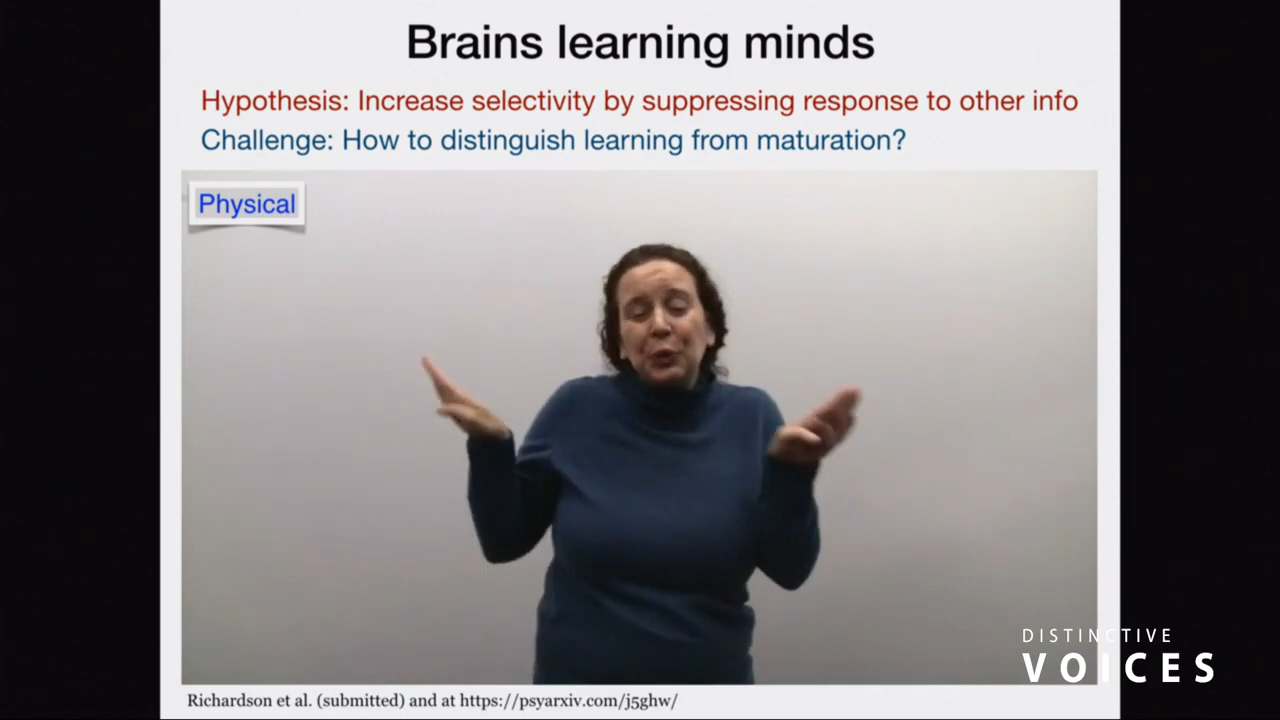 Brains learning minds
Hypothesis: Increase selectivity by suppressing response to other info
Challenge: How to distinguish learning from maturation?
Physical
DISTINCTIVE
VOICES
Richardson et al. (submitted) and at https://psyarxiv.com/j5ghw/